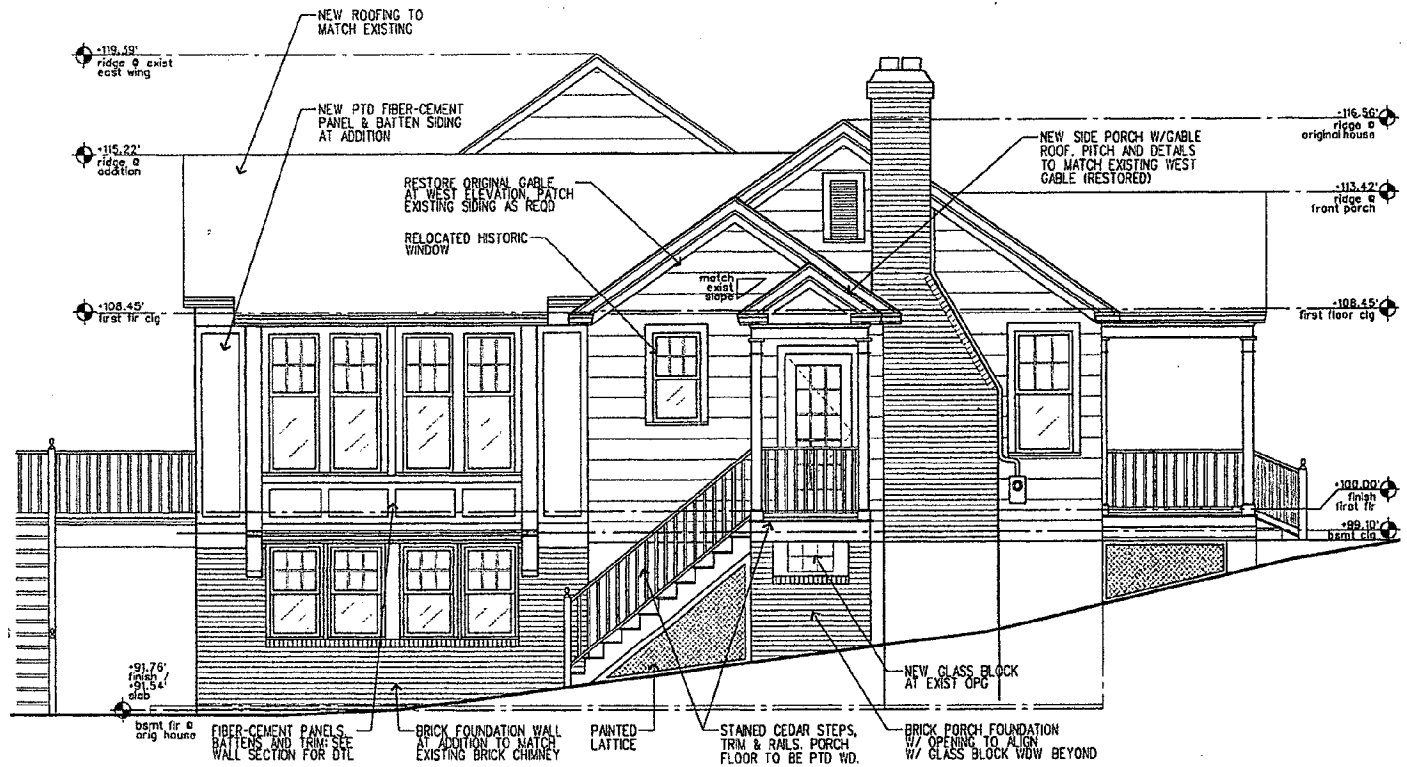 NEW ROOFING TO
MATCH EXISTING
+119.59'
ridge @ exist
east wing
NEW PTD FIBER-CEMENT
PANEL & BATTEN SIDING
AT ADDITION
+115.22'
ridge @
addition
RESTORE ORIGINAL GABLE
AT WEST ELEVATION, PATCH
EXISTING SIDING AS REQD
RELOCATED HISTORIC
WINDOW
match
exist
slope
NEW SIDE PORCH W/GABLE
ROOF, PITCH AND DETAILS
TO MATCH EXISTING WEST
GABLE (RESTORED)
+116.56'
ridge @
original house
+113.42'
ridge @
front porch
+108.45'
first flr clg
+108.45'
first floor clg
+100.00'
finish
first flr
+99.10'
bsmt clg
+91.76'
finish /
+91.54'
slab
bsmt flr @
orig house
FIBER-CEMENT PANELS,
BATTENS AND TRIM: SEE
WALL SECTION FOR DTL
BRICK FOUNDATION WALL
AT ADDITION TO MATCH
EXISTING BRICK CHIMNEY
PAINTED
LATTICE
STAINED CEDAR STEPS,
TRIM & RAILS. PORCH
FLOOR TO BE PTD WD.
NEW GLASS BLOCK
AT EXIST OPG
BRICK PORCH FOUNDATION
W/ OPENING TO ALIGN
W/ GLASS BLOCK WDW BEYOND